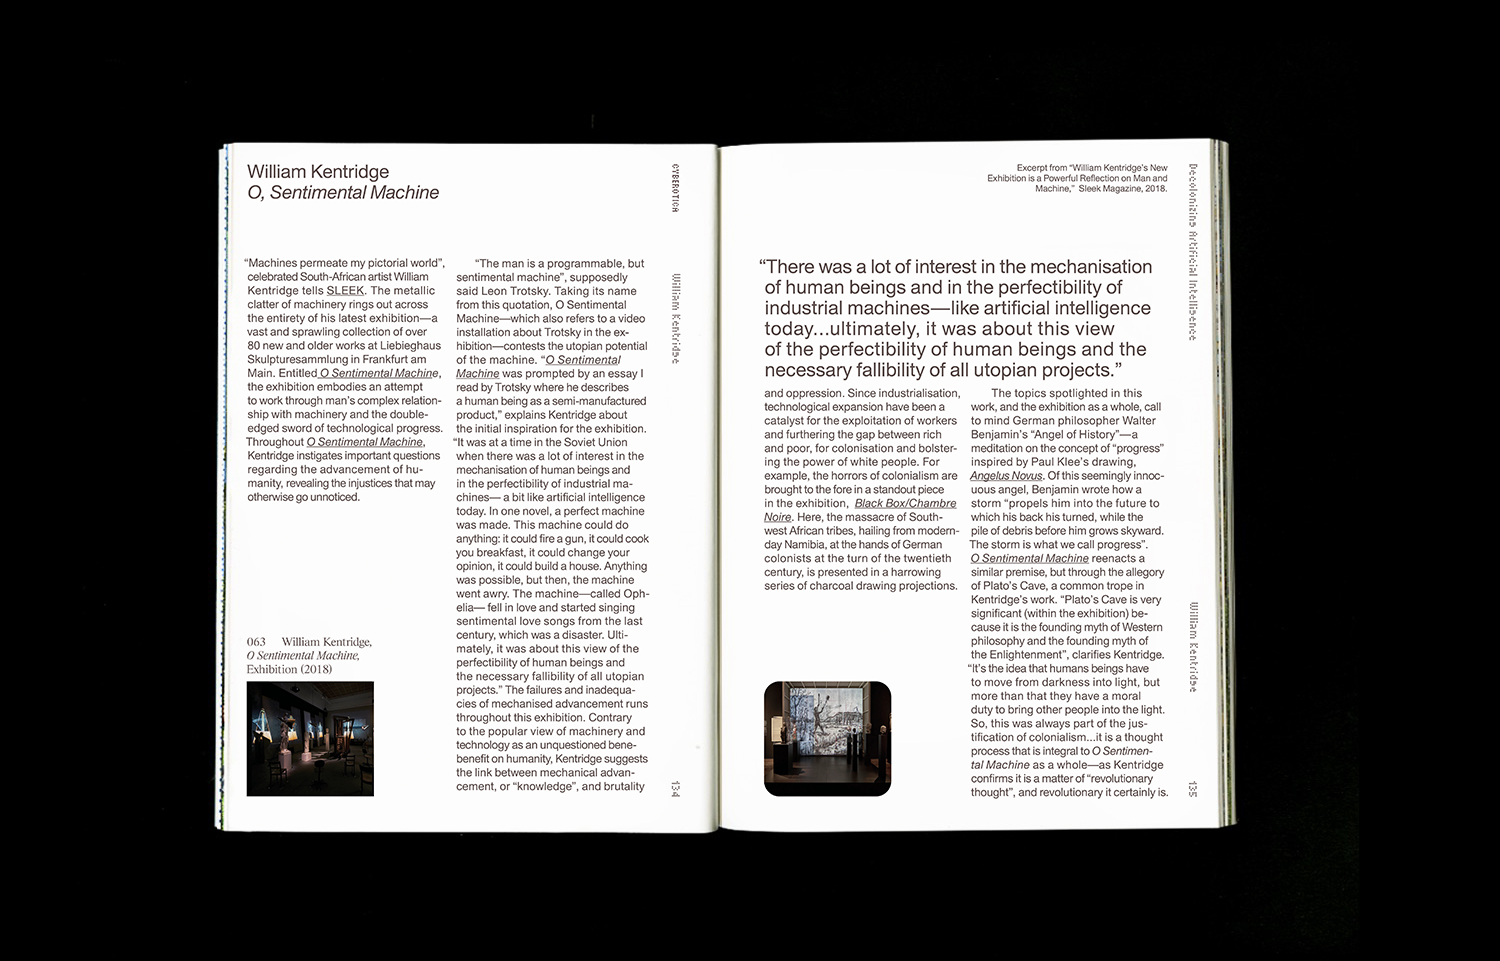 William Kentridge
O, Sentimental Machine
“Machines permeate my pictorial world”,
celebrated South-African artist William
Kentridge tells SLEEK. The metallic
clatter of machinery rings out across
the entirety of his latest exhibition—a
vast and sprawling collection of over
80 new and older works at Liebieghaus
Skulpturesammlung in Frankfurt am
Main. Entitled O Sentimental Machine,
the exhibition embodies an attempt
to work through man’s complex relation-
ship with machinery and the double-
edged sword of technological progress.
Throughout O Sentimental Machine,
Kentridge instigates important questions
regarding the advancement of hu-
manity, revealing the injustices that may
otherwise go unnoticed.
063 William Kentridge,
O Sentimental Machine,
Exhibition (2018)
“The man is a programmable, but
sentimental machine”, supposedly
said Leon Trotsky. Taking its name
from this quotation, O Sentimental
Machine—which also refers to a video
installation about Trotsky in the ex-
hibition—contests the utopian potential
of the machine. “O Sentimental
Machine was prompted by an essay I
read by Trotsky where he describes
a human being as a semi-manufactured
product,” explains Kentridge about
the initial inspiration for the exhibition.
“It was at a time in the Soviet Union
when there was a lot of interest in the
mechanisation of human beings and
in the perfectibility of industrial ma-
chines— a bit like artificial intelligence
today. In one novel, a perfect machine
was made. This machine could do
anything: it could fire a gun, it could cook
you breakfast, it could change your
opinion, it could build a house. Anything
was possible, but then, the machine
went awry. The machine—called Oph-
elia— fell in love and started singing
sentimental love songs from the last
century, which was a disaster. Ulti-
mately, it was about this view of the
perfectibility of human beings and
the necessary fallibility of all utopian
projects.” The failures and inadequa-
cies of mechanised advancement runs
throughout this exhibition. Contrary
to the popular view of machinery and
technology as an unquestioned bene-
benefit on humanity, Kentridge suggests
the link between mechanical advan-
cement, or “knowledge”, and brutality
CYBEROTICA
William Kentridge
134
Excerpt from “William Kentridge’s New
Exhibition is a Powerful Reflection on Man and
Machine,” Sleek Magazine, 2018.
“There was a lot of interest in the mechanisation
of human beings and in the perfectibility of
industrial machines—like artificial intelligence
today...ultimately, it was about this view
of the perfectibility of human beings and the
necessary fallibility of all utopian projects.”
and oppression. Since industrialisation,
technological expansion have been a
catalyst for the exploitation of workers
and furthering the gap between rich
and poor, for colonisation and bolster-
ing the power of white people. For
example, the horrors of colonialism are
brought to the fore in a standout piece
in the exhibition, Black Box/Chambre
Noire. Here, the massacre of South-
west African tribes, hailing from modern-
day Namibia, at the hands of German
colonists at the turn of the twentieth
century, is presented in a harrowing
series of charcoal drawing projections.
The topics spotlighted in this
work, and the exhibition as a whole, call
to mind German philosopher Walter
Benjamin’s “Angel of History”—a
meditation on the concept of “progress”
inspired by Paul Klee’s drawing,
Angelus Novus. Of this seemingly innoc-
uous angel, Benjamin wrote how a
storm “propels him into the future to
which his back his turned, while the
pile of debris before him grows skyward.
The storm is what we call progress”.
O Sentimental Machine reenacts a
similar premise, but through the allegory
of Plato’s Cave, a common trope in
Kentridge’s work. “Plato’s Cave is very
significant (within the exhibition) be-
cause it is the founding myth of Western
philosophy and the founding myth of
the Enlightenment”, clarifies Kentridge.
“It’s the idea that humans beings have
to move from darkness into light, but
more than that they have a moral
duty to bring other people into the light.
So, this was always part of the jus-
tification of colonialism...it is a thought
process that is integral to O Sentimen-
tal Machine as a whole—as Kentridge
confirms it is a matter of “revolutionary
thought”, and revolutionary it certainly is.
Decolonizing Artificial Intelligence
William Kentridge
135